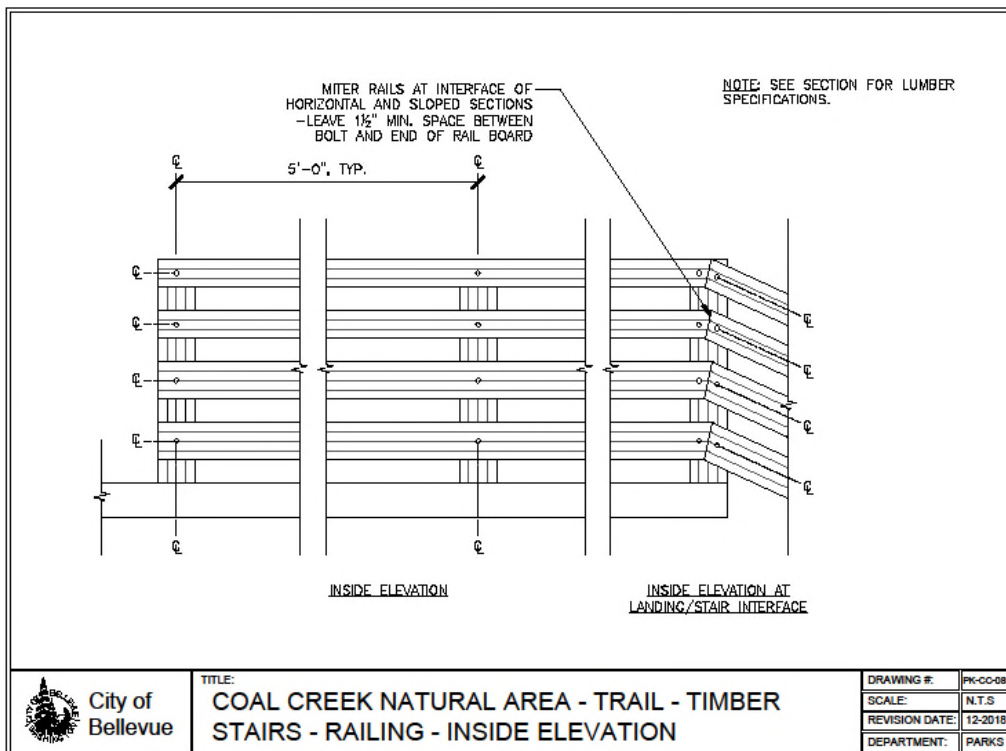 MITER RAILS AT INTERFACE OF
HORIZONTAL AND SLOPED SECTIONS
-LEAVE 1½" MIN. SPACE BETWEEN
BOLT AND END OF RAIL BOARD
NOTE: SEE SECTION FOR LUMBER
SPECIFICATIONS.
℄
℄
5'-0", TYP.
℄
℄
℄
℄
℄
℄
℄
℄
℄
℄
INSIDE ELEVATION
INSIDE ELEVATION AT
LANDING/STAIR INTERFACE
City of
Bellevue
TITLE:
COAL CREEK NATURAL AREA - TRAIL - TIMBER
STAIRS - RAILING - INSIDE ELEVATION
DRAWING #: PK-CC-08
SCALE: N.T.S
REVISION DATE: 12-2018
DEPARTMENT: PARKS